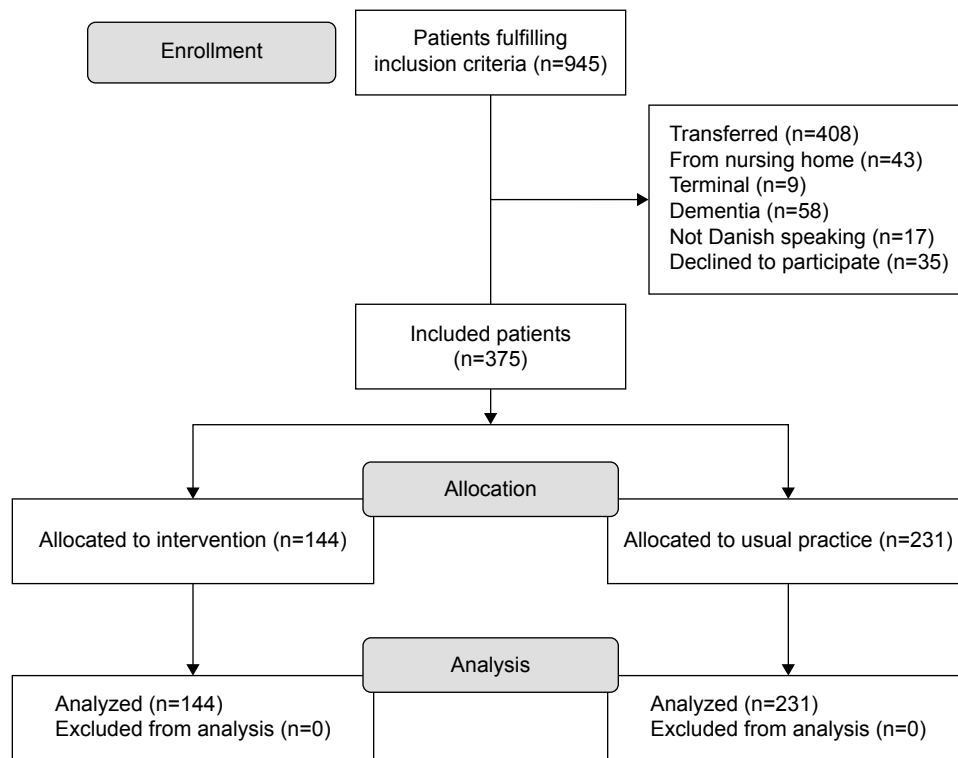 Enrollment
Patients fulfilling
inclusion criteria (n=945)
Transferred (n=408)
From nursing home (n=43)
Terminal (n=9)
Dementia (n=58)
Not Danish speaking (n=17)
Declined to participate (n=35)
Included patients
(n=375)
Allocation
Allocated to intervention (n=144)
Allocated to usual practice (n=231)
Analysis
Analyzed (n=144)
Excluded from analysis (n=0)
Analyzed (n=231)
Excluded from analysis (n=0)